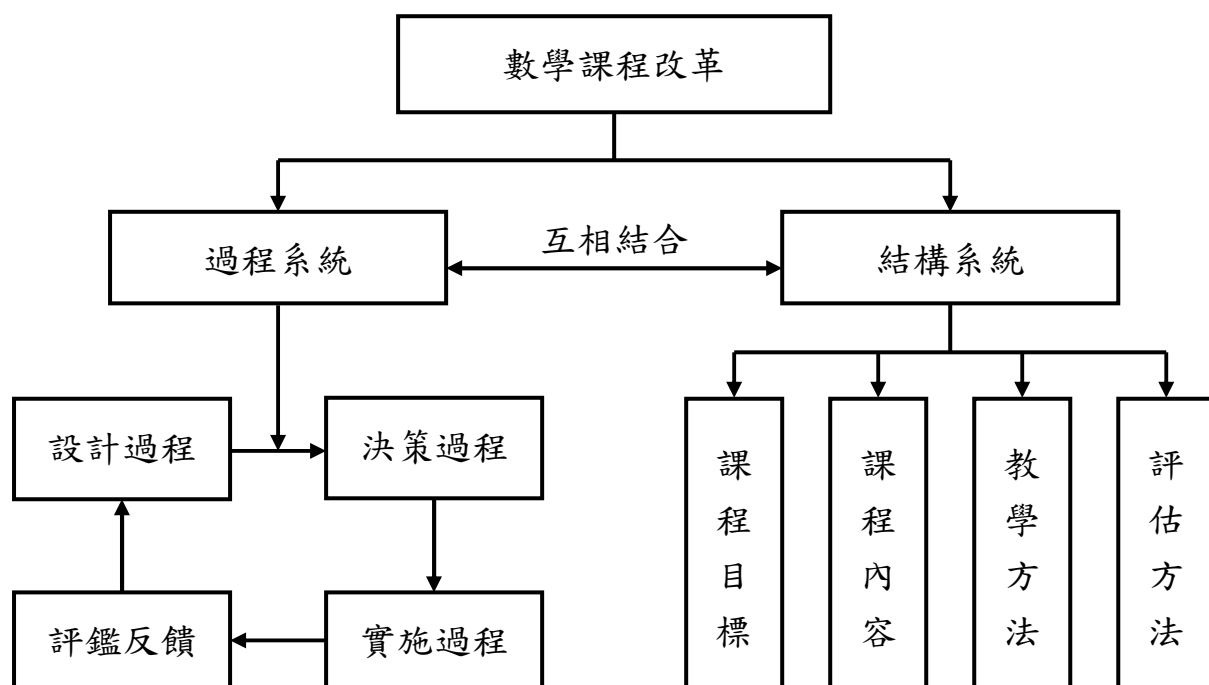 數學課程改革
過程系統
互相結合
結構系統
設計過程
決策過程
評鑑反饋
實施過程
課程目標
課程內容
教學方法
評估方法